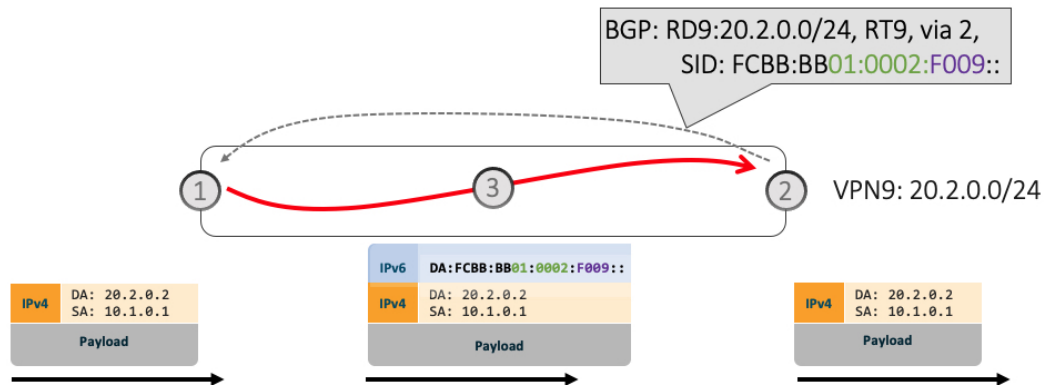 BGP: RD9:20.2.0.0/24, RT9, via 2,
SID: FCBB:BB01:0002:F009::
1
3
2
VPN9: 20.2.0.0/24
IPv6 DA:FCBB:BB01:0002:F009::
IPv4
DA: 20.2.0.2
SA: 10.1.0.1
Payload
IPv4
DA: 20.2.0.2
SA: 10.1.0.1
Payload
IPv4
DA: 20.2.0.2
SA: 10.1.0.1
Payload